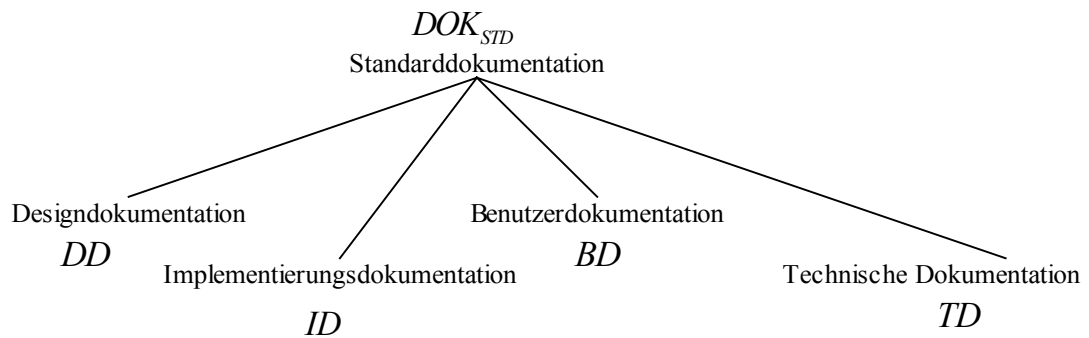 DOK_STD
Standarddokumentation
Designdokumentation
DD
Benutzerdokumentation
BD
Implementierungsdokumentation
ID
Technische Dokumentation
TD